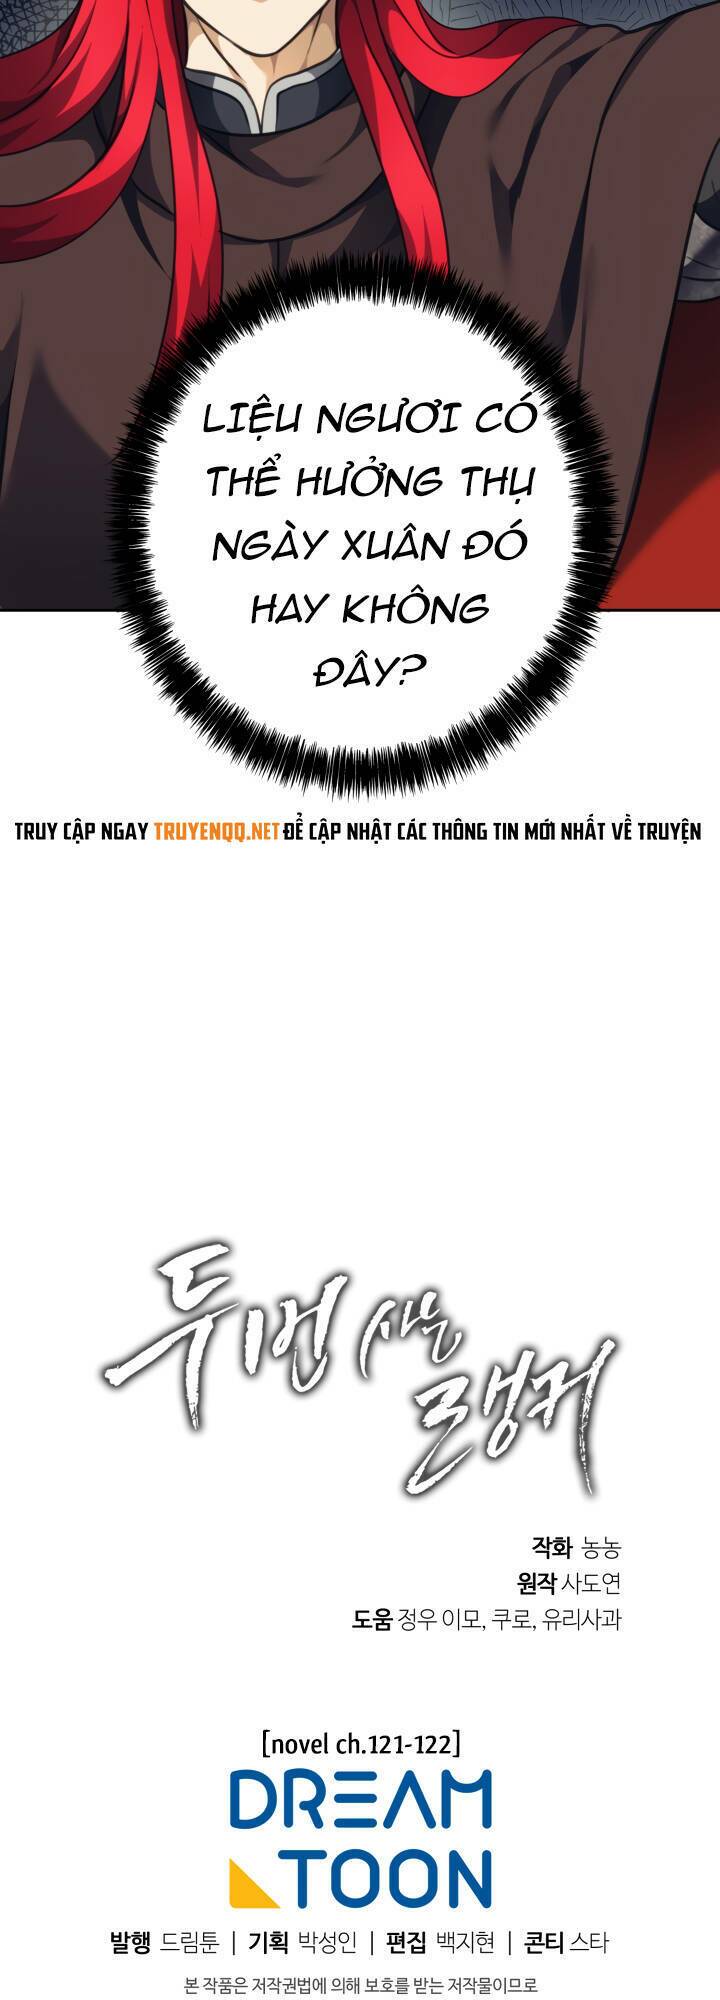 LIỆU NGƯƠI CÓ
THỂ HƯỞNG THỤ
NGÀY XUÂN ĐÓ
HAY KHÔNG
ĐÂY?
TRUY CẬP NGAY TRUYENQQ.NET ĐỂ CẬP NHẬT CÁC THÔNG TIN MỚI NHẤT VỀ TRUYỆN
두번 사는
랭커
작화 농농
원작 사도연
도움 정우 이모, 쿠로, 유리사과
[novel ch.121-122]
DREAM
TOON
발행 드림툰 | 기획 박성인 | 편집 백지현 | 콘티 스타
본 작품은 저작권법에 의해 보호를 받는 저작물이므로